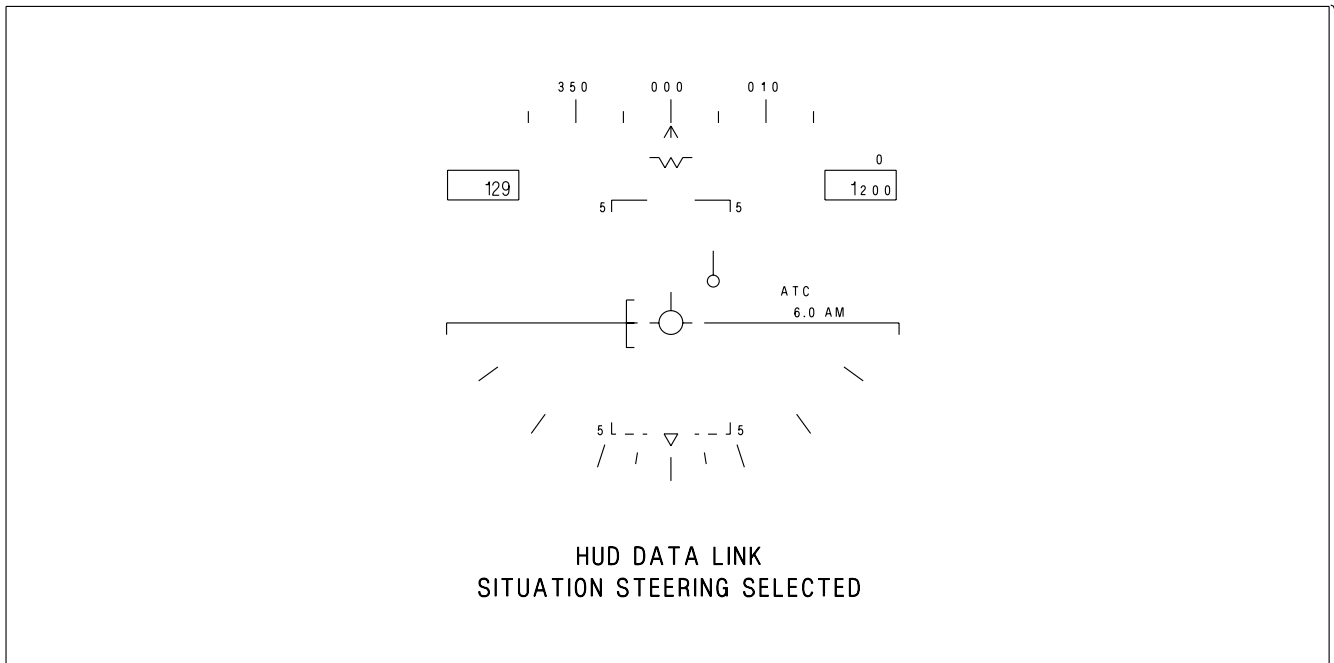 350 000 010
0
129 1200
5 5
ATC
6.0 AM
5 5
HUD DATA LINK
SITUATION STEERING SELECTED